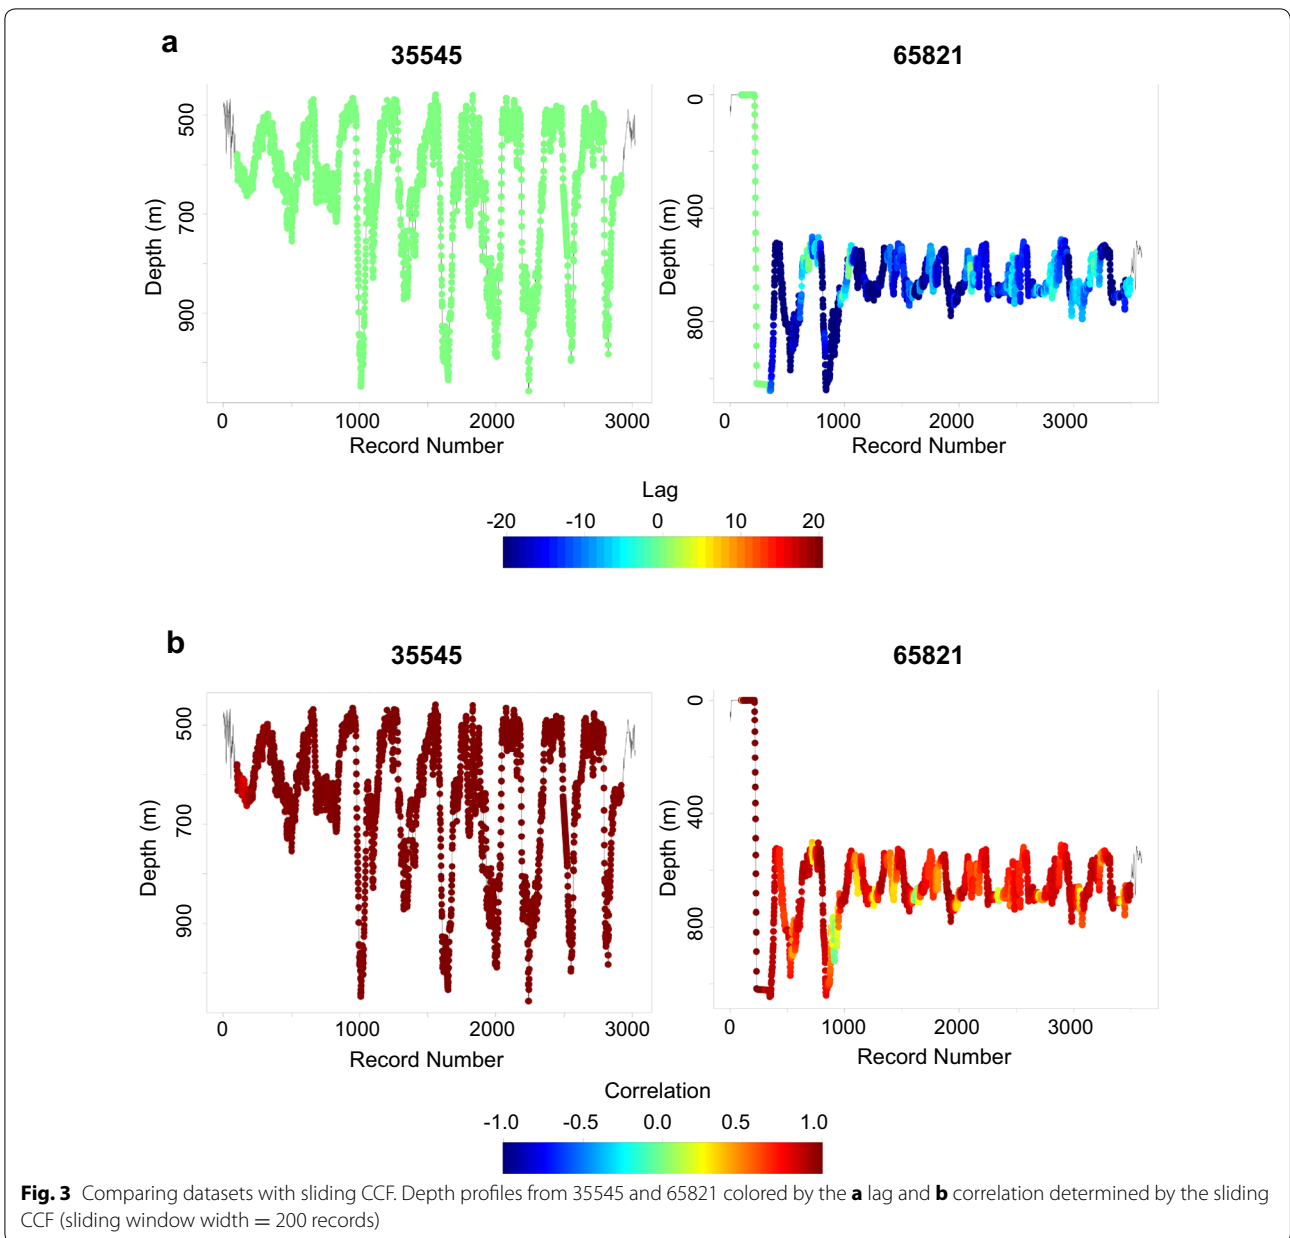 a
35545
65821
500
700
900
Depth (m)
0
1000
2000
3000
Record Number
0
400
800
Depth (m)
0
1000
2000
3000
Record Number
Lag
-20 -10 0 10 20
b
35545
65821
500
700
900
Depth (m)
0
1000
2000
3000
Record Number
0
400
800
Depth (m)
0
1000
2000
3000
Record Number
Correlation
-1.0 -0.5 0.0 0.5 1.0
Fig. 3 Comparing datasets with sliding CCF. Depth profiles from 35545 and 65821 colored by the a lag and b correlation determined by the sliding
CCF (sliding window width = 200 records)